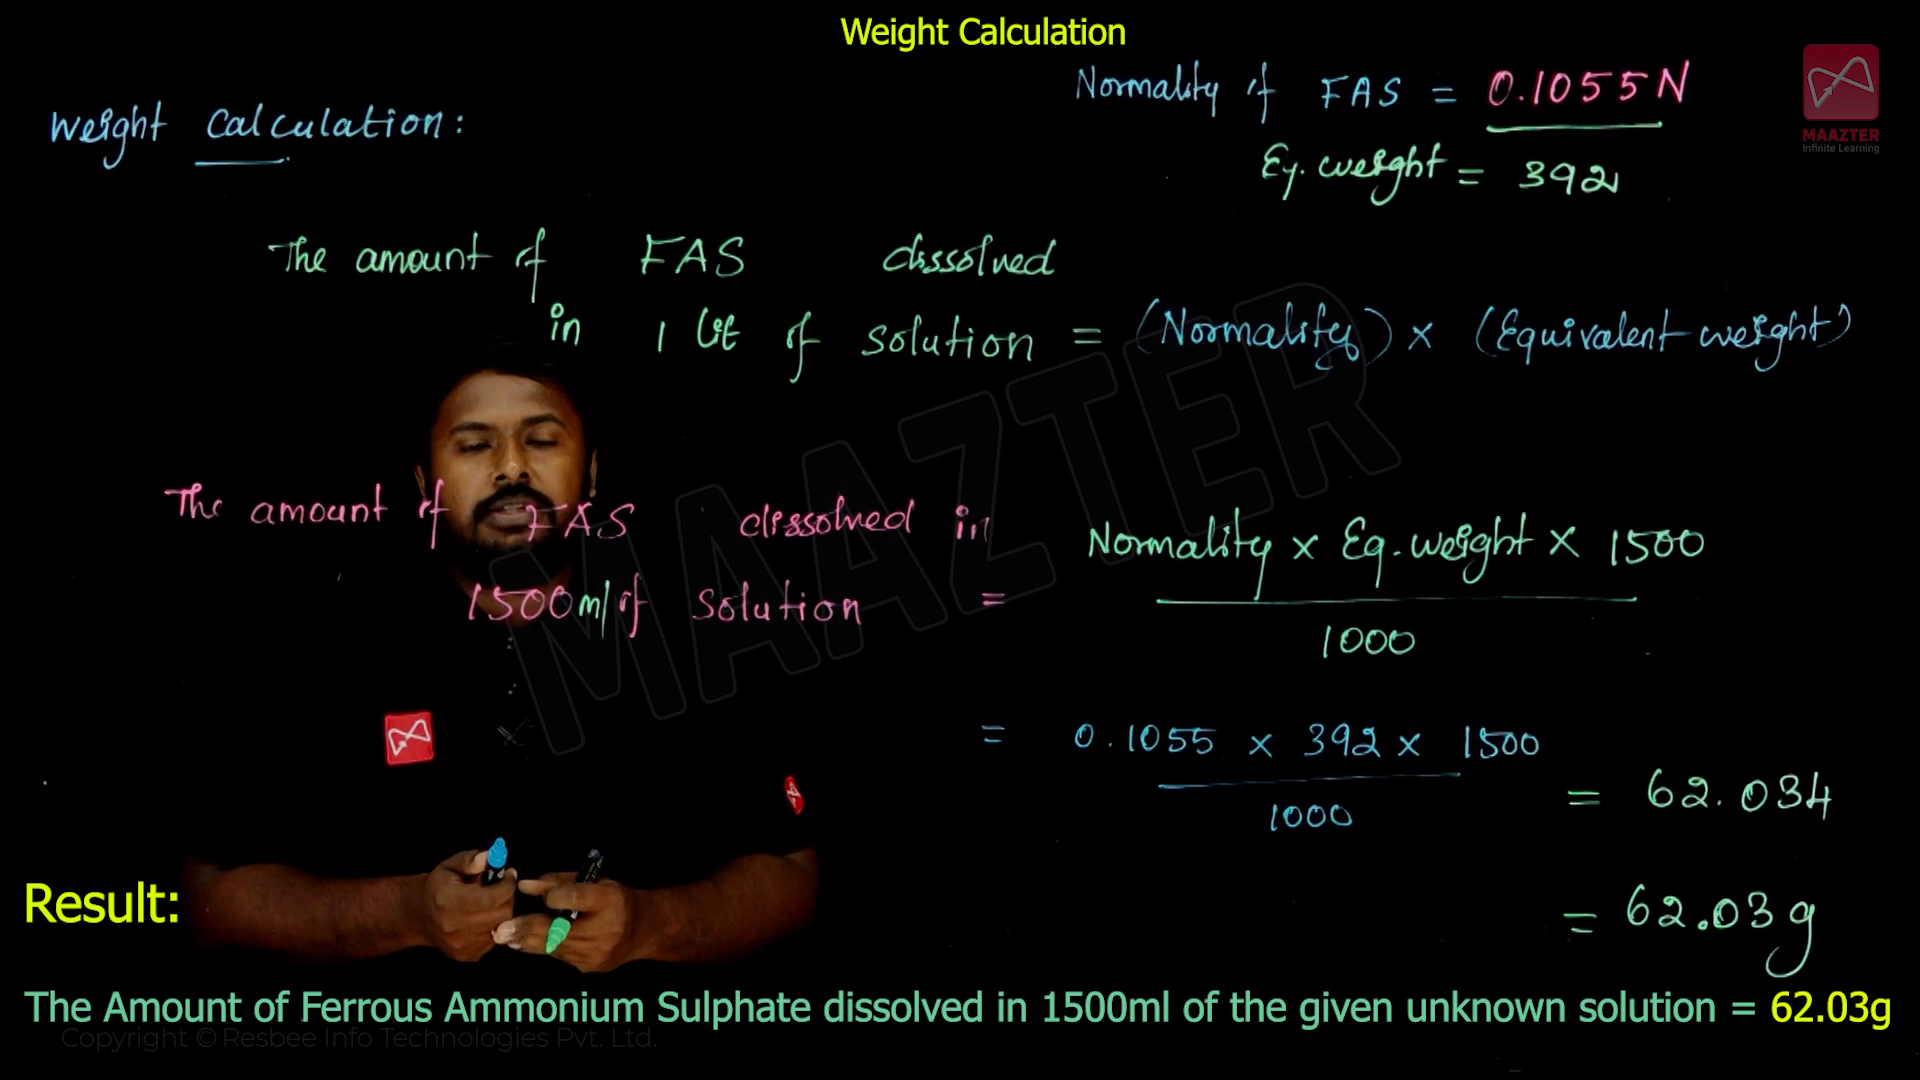 Weight Calculation
Normality of FAS = 0.1055N
MAAZTER
Infinite Learning
Weight Calculation:
Eq. weight = 392
The amount of FAS dissolved
in 1 lit of solution = (Normality) × (Equivalent weight)
MAAZTER
The amount of FAS dissolved in
1500ml of solution = Normality × Eq. weight × 1500
1000
= 0.1055 × 392 × 1500
1000
= 62.034
= 62.03g
Result:
The Amount of Ferrous Ammonium Sulphate dissolved in 1500ml of the given unknown solution = 62.03g
Copyright © Resbee Info Technologies Pvt. Ltd.